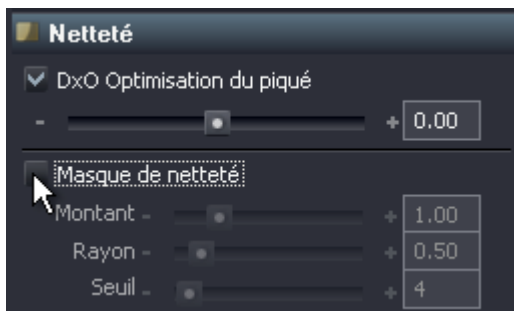 Netteté
DxO Optimisation du piqué
- + 0.00
Masque de netteté
Montant - + 1.00
Rayon - + 0.50
Seuil - + 4